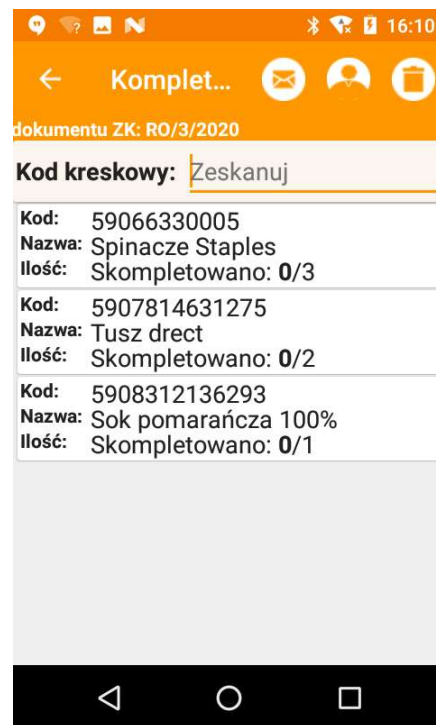 16:10
Komplet...
dokumentu ZK: RO/3/2020
Kod kreskowy: Zeskanuj
Kod: 59066330005
Nazwa: Spinacze Staples
Ilość: Skompletowano: 0/3
Kod: 5907814631275
Nazwa: Tusz drect
Ilość: Skompletowano: 0/2
Kod: 5908312136293
Nazwa: Sok pomarańcza 100%
Ilość: Skompletowano: 0/1